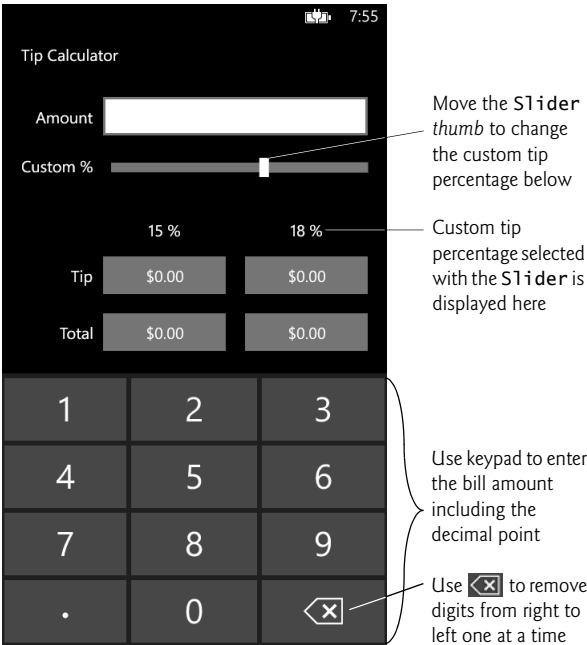 7:55
Tip Calculator
Amount
Custom %
15 %
18 %
Tip
$0.00
$0.00
Total
$0.00
$0.00
1
2
3
4
5
6
7
8
9
.
0
Move the Slider
thumb to change
the custom tip
percentage below
Custom tip
percentage selected
with the Slider is
displayed here
Use keypad to enter
the bill amount
including the
decimal point
Use to remove
digits from right to
left one at a time